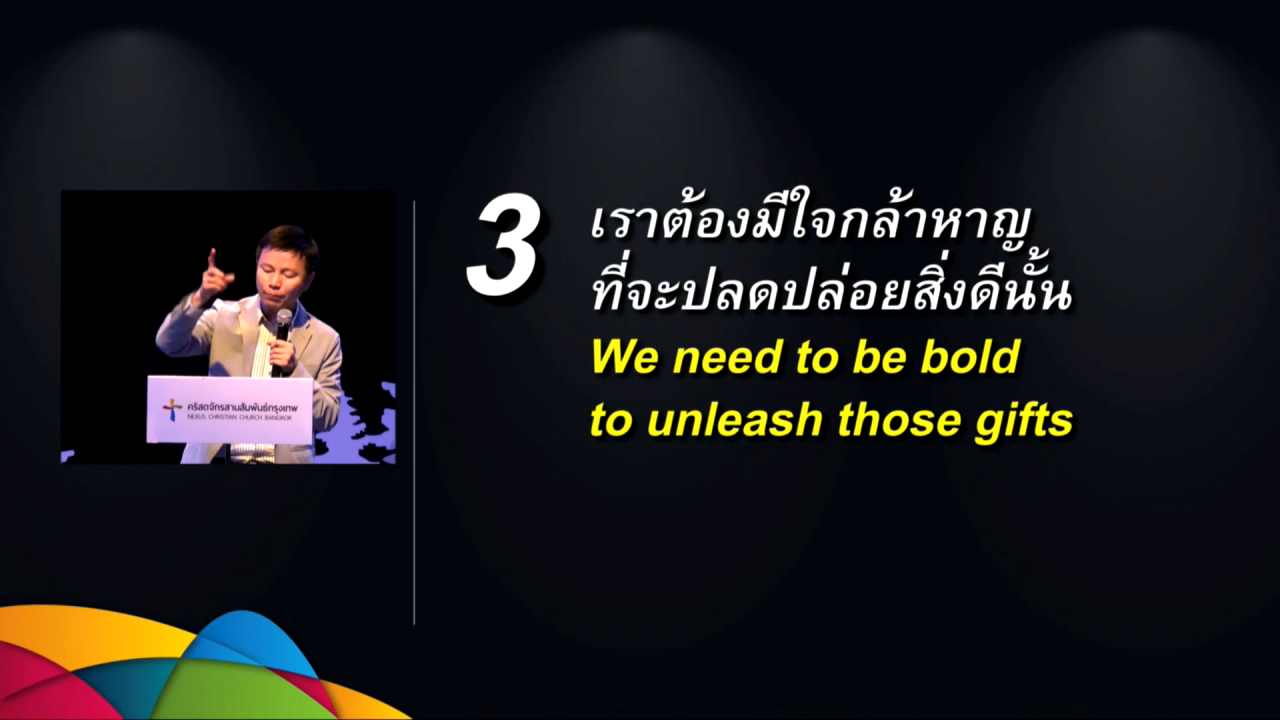 คริสตจักรสานสัมพันธ์กรุงเทพ
NEXUS CHRISTIAN CHURCH BANGKOK
3
เราต้องมีใจกล้าหาญ
ที่จะปลดปล่อยสิ่งดีนั้น
We need to be bold
to unleash those gifts